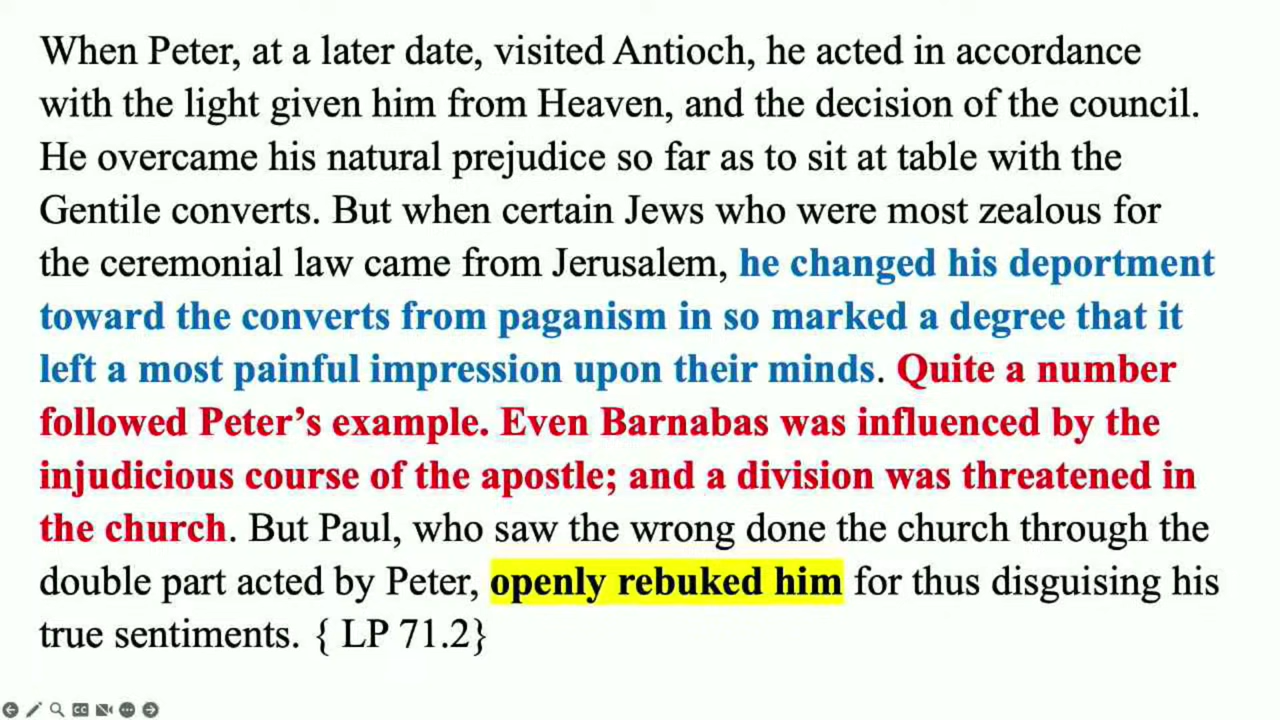 When Peter, at a later date, visited Antioch, he acted in accordance
with the light given him from Heaven, and the decision of the council.
He overcame his natural prejudice so far as to sit at table with the
Gentile converts. But when certain Jews who were most zealous for
the ceremonial law came from Jerusalem, he changed his deportment
toward the converts from paganism in so marked a degree that it
left a most painful impression upon their minds. Quite a number
followed Peter’s example. Even Barnabas was influenced by the
injudicious course of the apostle; and a division was threatened in
the church. But Paul, who saw the wrong done the church through the
double part acted by Peter, openly rebuked him for thus disguising his
true sentiments. { LP 71.2}
CC